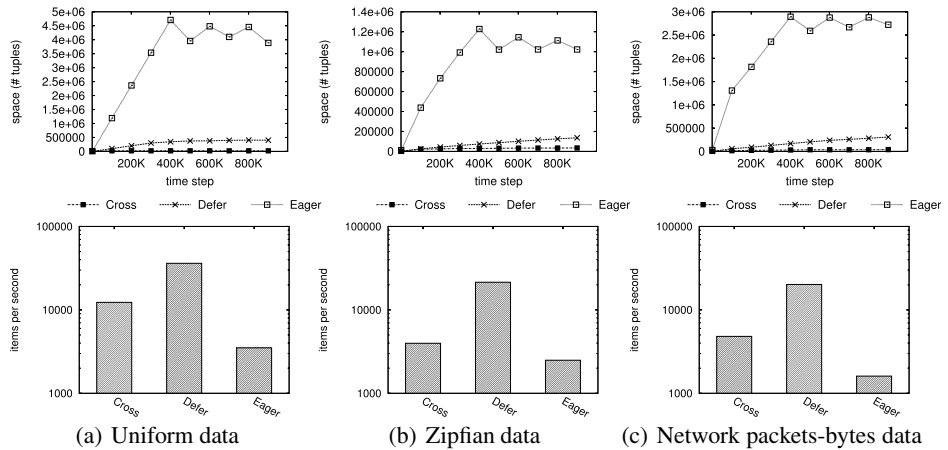 space (# tuples)
5e+06
4.5e+06
4e+06
3.5e+06
3e+06
2.5e+06
2e+06
1.5e+06
1e+06
500000
0
200K 400K 600K 800K
time step
Cross Defer Eager
space (# tuples)
1.4e+06
1.2e+06
1e+06
800000
600000
400000
200000
0
200K 400K 600K 800K
time step
Cross Defer Eager
space (# tuples)
3e+06
2.5e+06
2e+06
1.5e+06
1e+06
500000
0
200K 400K 600K 800K
time step
Cross Defer Eager
items per second
100000
10000
1000
Cross Defer Eager
(a) Uniform data
items per second
100000
10000
1000
Cross Defer Eager
(b) Zipfian data
items per second
100000
10000
1000
Cross Defer Eager
(c) Network packets-bytes data